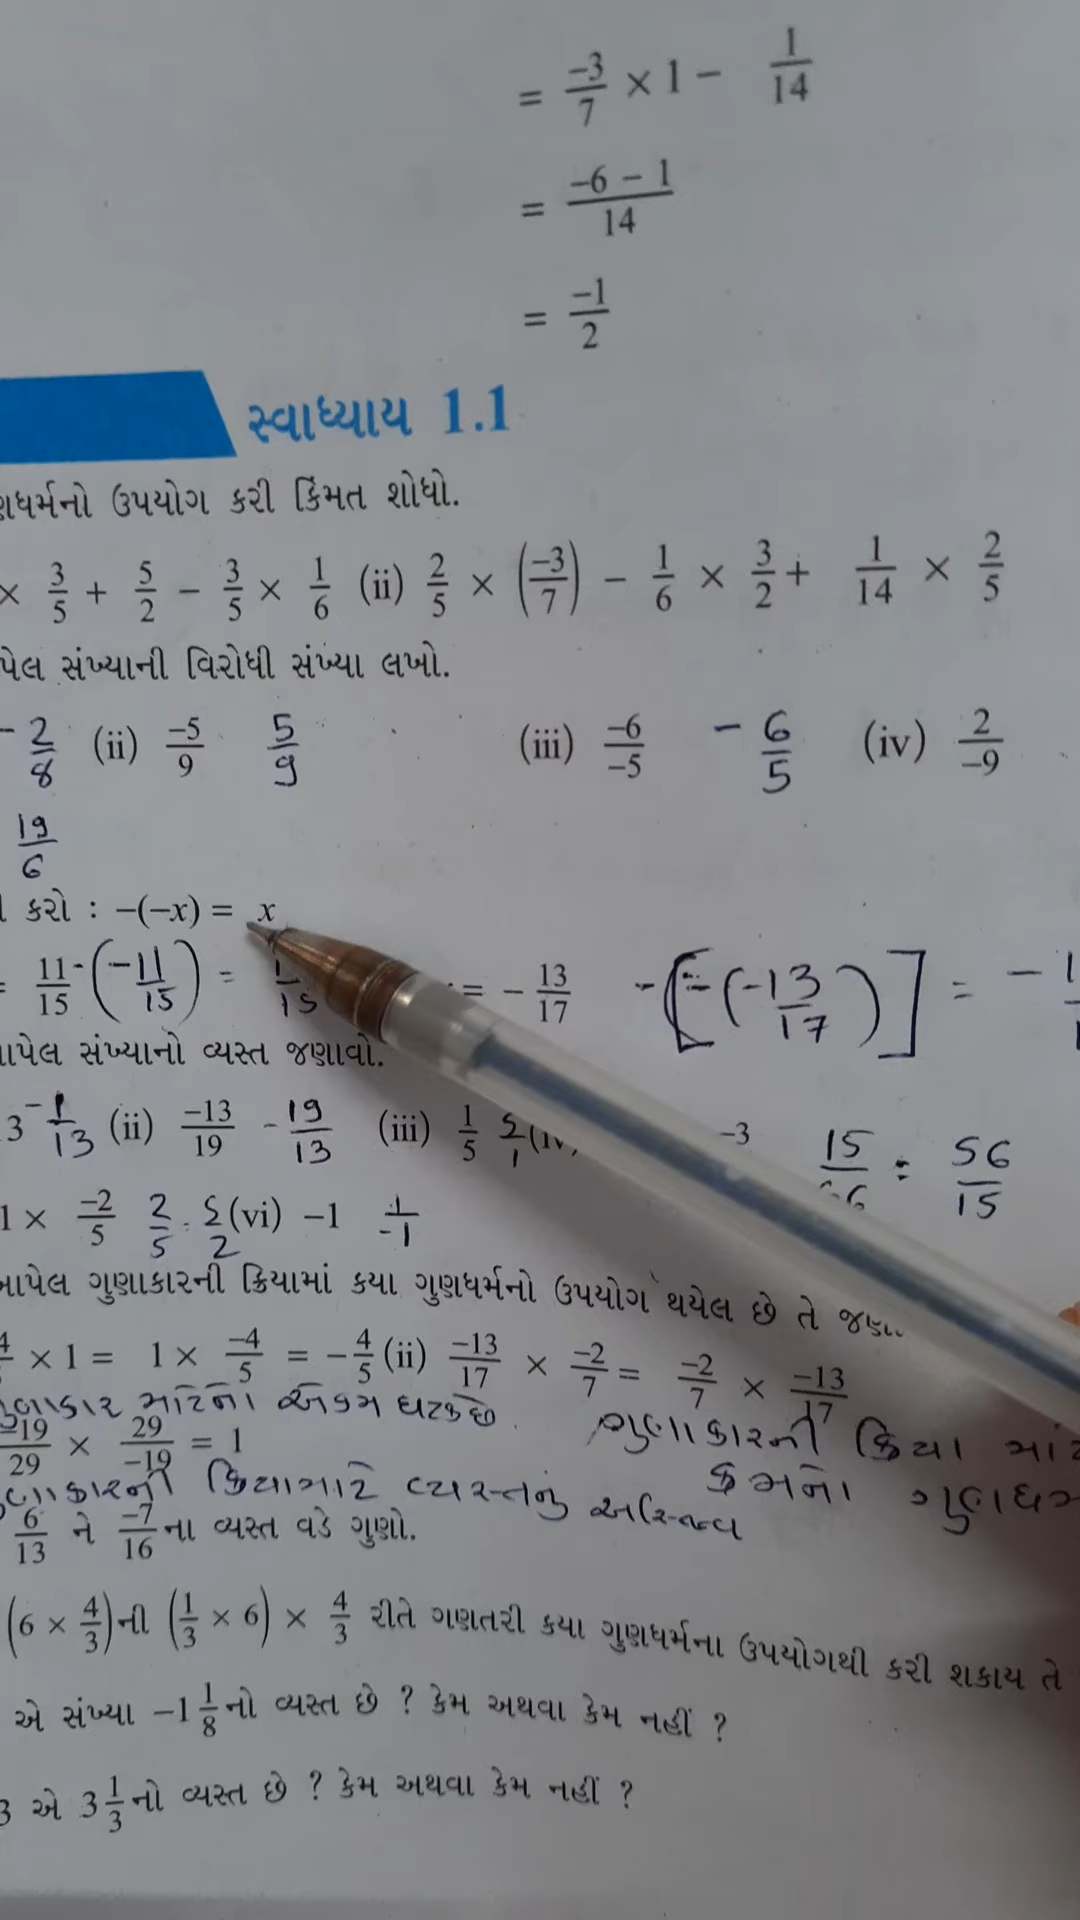 = -3/7 × 1 - 1/14
= -6 - 1/14
= -1/2
સ્વાધ્યાય 1.1
ણધર્મનો ઉપયોગ કરી કિંમત શોધો.
× 3/5 + 5/2 - 3/5 × 1/6 (ii) 2/5 × (-3/7) - 1/6 × 3/2 + 1/14 × 2/5
પેલ સંખ્યાની વિરોધી સંખ્યા લખો.
- 2/8 (ii) -5/9 5/9 (iii) -6/-5 - 6/5 (iv) 2/-9
19/6
કરો : -(-x) = x
= 11/15 - (-11/15) = = - 13/17 - [- (-13/17)] = -
પેલ સંખ્યાનો વ્યસ્ત જણાવો.
3 -1/13 (ii) -13/19 - 19/13 (iii) 1/5 5/1 -3 15 : 56/15
1 × -2/5 2/5 . 5/2 (vi) -1 1/-1
આપેલ ગુણાકારની ક્રિયામાં કયા ગુણધર્મનો ઉપયોગ થયેલ છે તે
× 1 = 1 × -4/5 = - 4/5 (ii) -13/17 × -2/7 = -2/7 × -13/17
ગુણાકાર માટેનો એકમ ઘટક છે. ગુણાકારની ક્રિયા
-19/29 × 29/-19 = 1
ગુણાકારની ક્રિયામાટે વ્યસ્તનું અસ્તિત્વ ક્રમનો
6/13 ને -7/16 ના વ્યસ્ત વડે ગુણો.
(6 × 4/3) ની (1/3 × 6) × 4/3 રીતે ગણતરી કયા ગુણધર્મના ઉપયોગથી કરી શકાય તે
એ સંખ્યા -1 1/8 નો વ્યસ્ત છે ? કેમ અથવા કેમ નહીં ?
3 એ 3 1/3 નો વ્યસ્ત છે ? કેમ અથવા કેમ નહીં ?